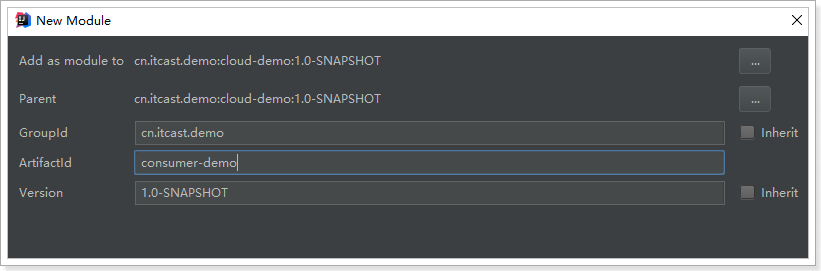 New Module
Add as module to cn.itcast.demo:cloud-demo:1.0-SNAPSHOT ...
Parent cn.itcast.demo:cloud-demo:1.0-SNAPSHOT ...
GroupId cn.itcast.demo Inherit
ArtifactId consumer-demo
Version 1.0-SNAPSHOT Inherit